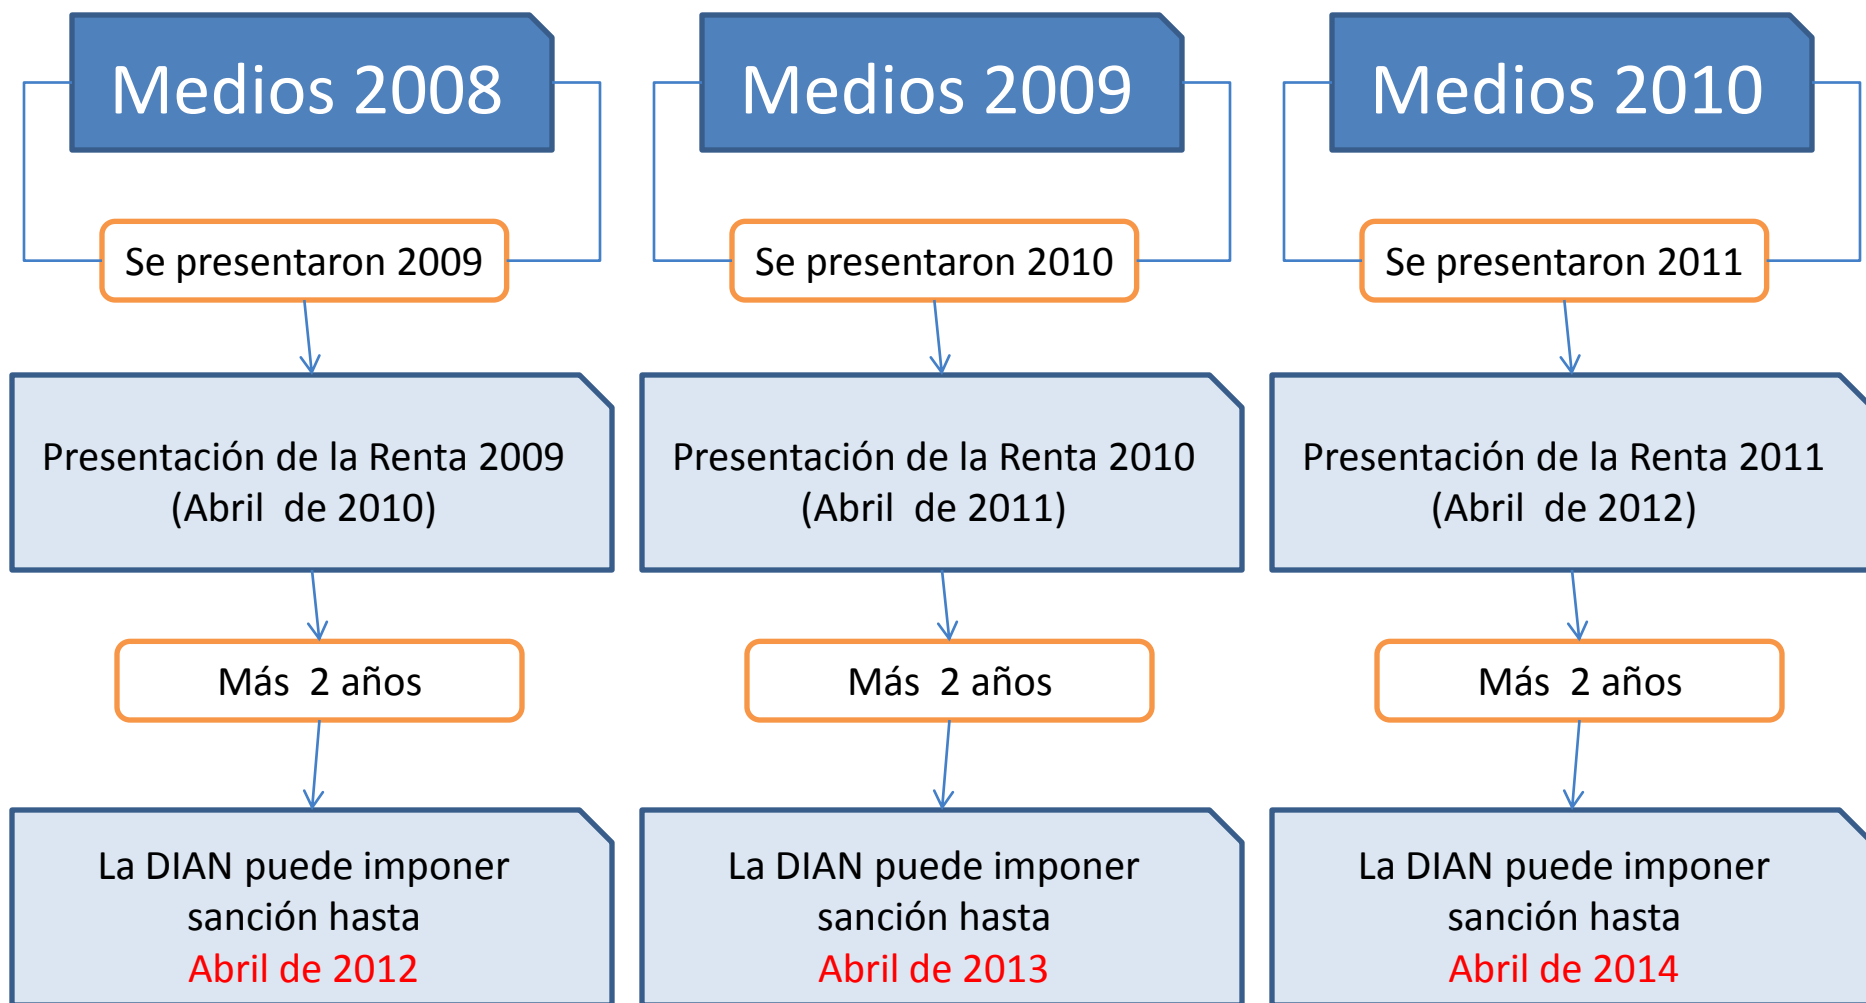 Medios 2008
Se presentaron 2009
Presentación de la Renta 2009
(Abril  de 2010)
Más  2 años
La DIAN puede imponer
sanción hasta
Abril de 2012
Medios 2009
Se presentaron 2010
Presentación de la Renta 2010
(Abril  de 2011)
Más  2 años
La DIAN puede imponer
sanción hasta
Abril de 2013
Medios 2010
Se presentaron 2011
Presentación de la Renta 2011
(Abril  de 2012)
Más  2 años
La DIAN puede imponer
sanción hasta
Abril de 2014